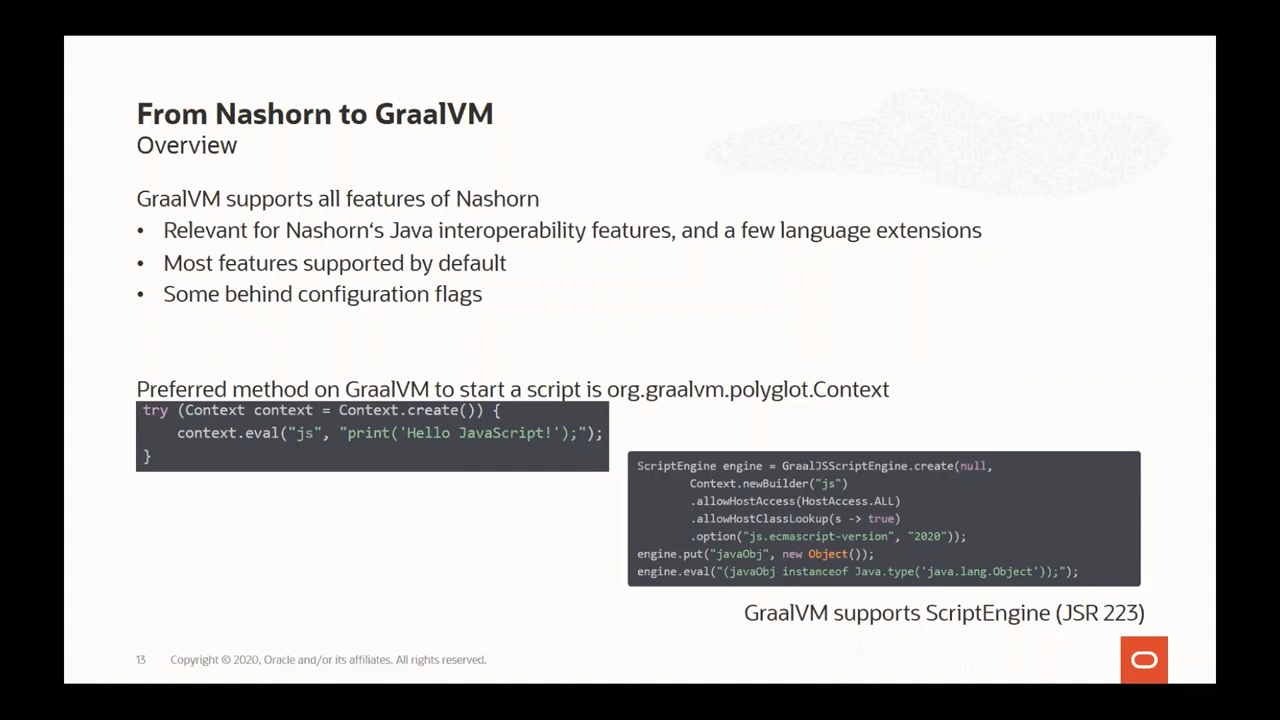 From Nashorn to GraalVM
Overview
GraalVM supports all features of Nashorn
• Relevant for Nashorn‘s Java interoperability features, and a few language extensions
• Most features supported by default
• Some behind configuration flags
Preferred method on GraalVM to start a script is org.graalvm.polyglot.Context
try (Context context = Context.create()) {
    context.eval("js", "print('Hello JavaScript!');");
}
ScriptEngine engine = GraalJSScriptEngine.create(null,
        Context.newBuilder("js")
        .allowHostAccess(HostAccess.ALL)
        .allowHostClassLookup(s -> true)
        .option("js.ecmascript-version", "2020"));
engine.put("javaObj", new Object());
engine.eval("(javaObj instanceof Java.type('java.lang.Object'));");
GraalVM supports ScriptEngine (JSR 223)
13 Copyright © 2020, Oracle and/or its affiliates. All rights reserved.